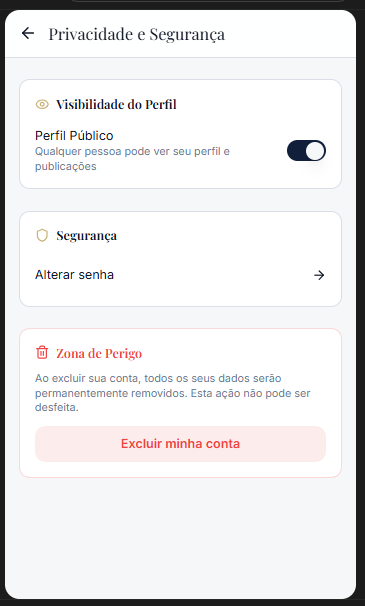 Privacidade e Segurança
Visibilidade do Perfil
Perfil Público
Qualquer pessoa pode ver seu perfil e
publicações
Segurança
Alterar senha
Zona de Perigo
Ao excluir sua conta, todos os seus dados serão
permanentemente removidos. Esta ação não pode ser
desfeita.
Excluir minha conta